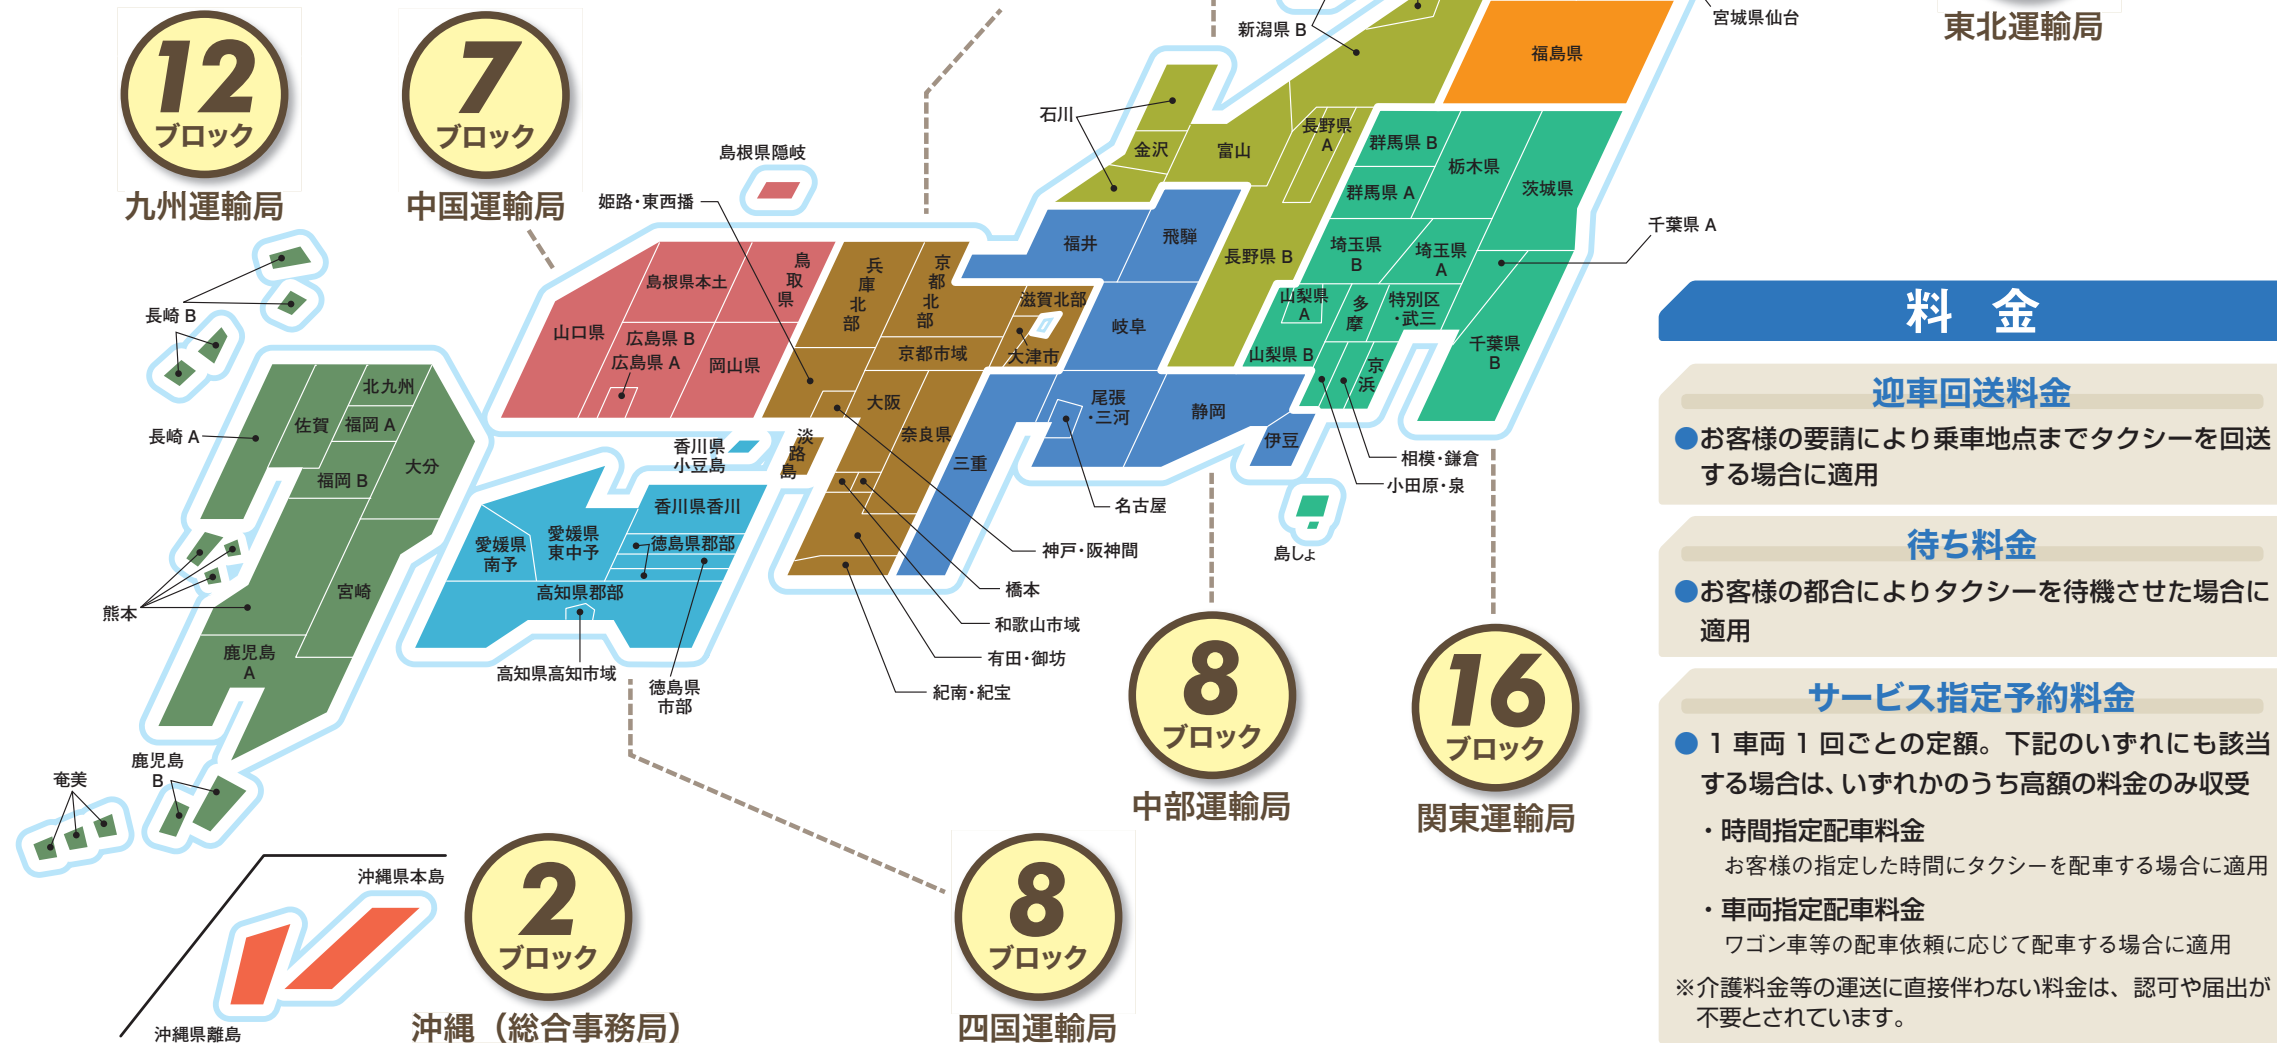 12
ブロック
九州運輸局
7
ブロック
中国運輸局
新潟県 B
宮城県仙台
東北運輸局
福島県
石川
金沢
富山
長野県
A
長野県 B
群馬県 B
群馬県 A
栃木県
茨城県
千葉県 A
埼玉県
B
埼玉県
A
山梨県
A
多
摩
特別区
・武三
千葉県
B
山梨県 B
京
浜
相模・鎌倉
小田原・泉
島しょ
島根県隠岐
姫路・東西播
島根県本土
鳥
取
県
山口県
広島県 B
広島県 A
岡山県
兵
庫
北
部
京
都
北
部
滋賀北部
京都市域
大津市
大阪
奈良県
淡
路
島
福井
飛騨
岐阜
尾張
・三河
静岡
伊豆
三重
名古屋
神戸・阪神間
橋本
和歌山市域
有田・御坊
紀南・紀宝
香川県
小豆島
香川県香川
愛媛県
南予
愛媛県
東中予
徳島県郡部
高知県郡部
高知県高知市域
徳島県
市部
長崎 B
長崎 A
佐賀
北九州
福岡 A
福岡 B
大分
熊本
宮崎
鹿児島
A
鹿児島
B
奄美
沖縄県本島
沖縄県離島
2
ブロック
沖縄（総合事務局）
8
ブロック
四国運輸局
8
ブロック
中部運輸局
16
ブロック
関東運輸局
料 金
迎車回送料金
●お客様の要請により乗車地点までタクシーを回送
する場合に適用
待ち料金
●お客様の都合によりタクシーを待機させた場合に
適用
サービス指定予約料金
● 1 車両 1 回ごとの定額。下記のいずれにも該当
する場合は、いずれかのうち高額の料金のみ収受
・時間指定配車料金
お客様の指定した時間にタクシーを配車する場合に適用
・車両指定配車料金
ワゴン車等の配車依頼に応じて配車する場合に適用
※介護料金等の運送に直接伴わない料金は、認可や届出が
不要とされています。